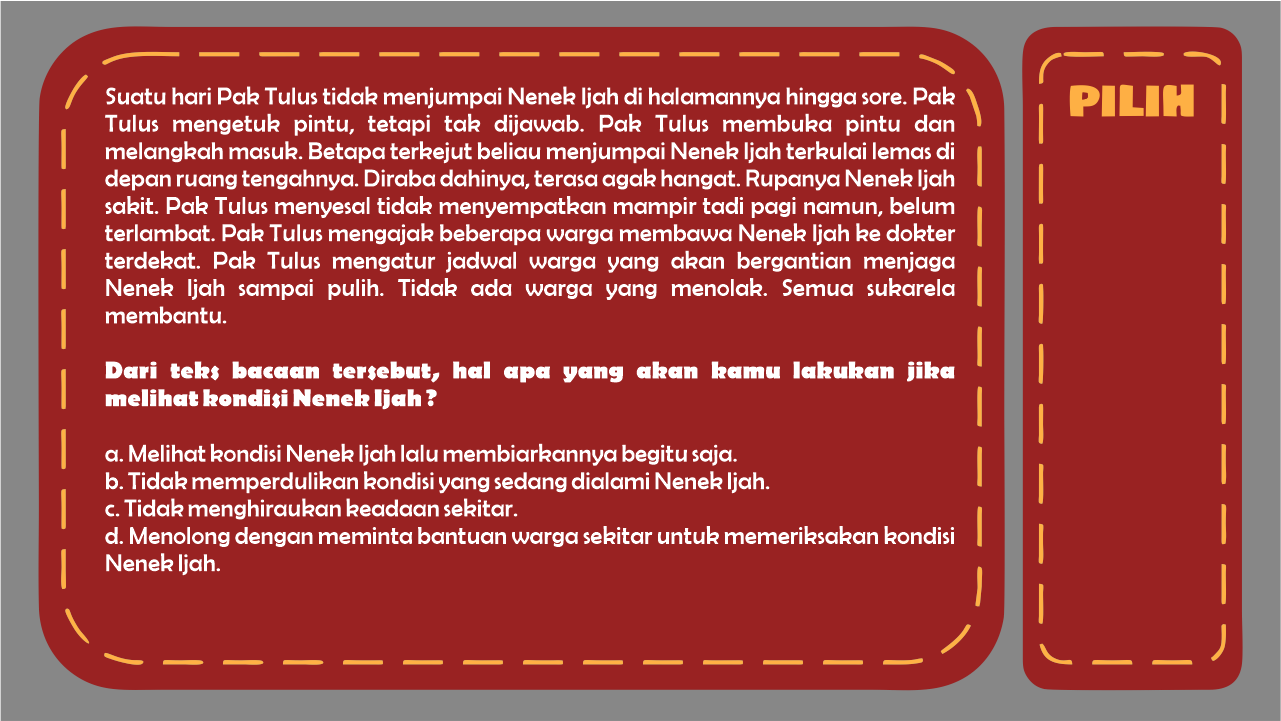 Suatu hari Pak Tulus tidak menjumpai Nenek Ijah di halamannya hingga sore. Pak
Tulus mengetuk pintu, tetapi tak dijawab. Pak Tulus membuka pintu dan
melangkah masuk. Betapa terkejut beliau menjumpai Nenek Ijah terkulai lemas di
depan ruang tengahnya. Diraba dahinya, terasa agak hangat. Rupanya Nenek Ijah
sakit. Pak Tulus menyesal tidak menyempatkan mampir tadi pagi namun, belum
terlambat. Pak Tulus mengajak beberapa warga membawa Nenek Ijah ke dokter
terdekat. Pak Tulus mengatur jadwal warga yang akan bergantian menjaga
Nenek Ijah sampai pulih. Tidak ada warga yang menolak. Semua sukarela
membantu.
Dari teks bacaan tersebut, hal apa yang akan kamu lakukan jika
melihat kondisi Nenek Ijah ?
a. Melihat kondisi Nenek Ijah lalu membiarkannya begitu saja.
b. Tidak memperdulikan kondisi yang sedang dialami Nenek Ijah.
c. Tidak menghiraukan keadaan sekitar.
d. Menolong dengan meminta bantuan warga sekitar untuk memeriksakan kondisi
Nenek Ijah.
PILIH